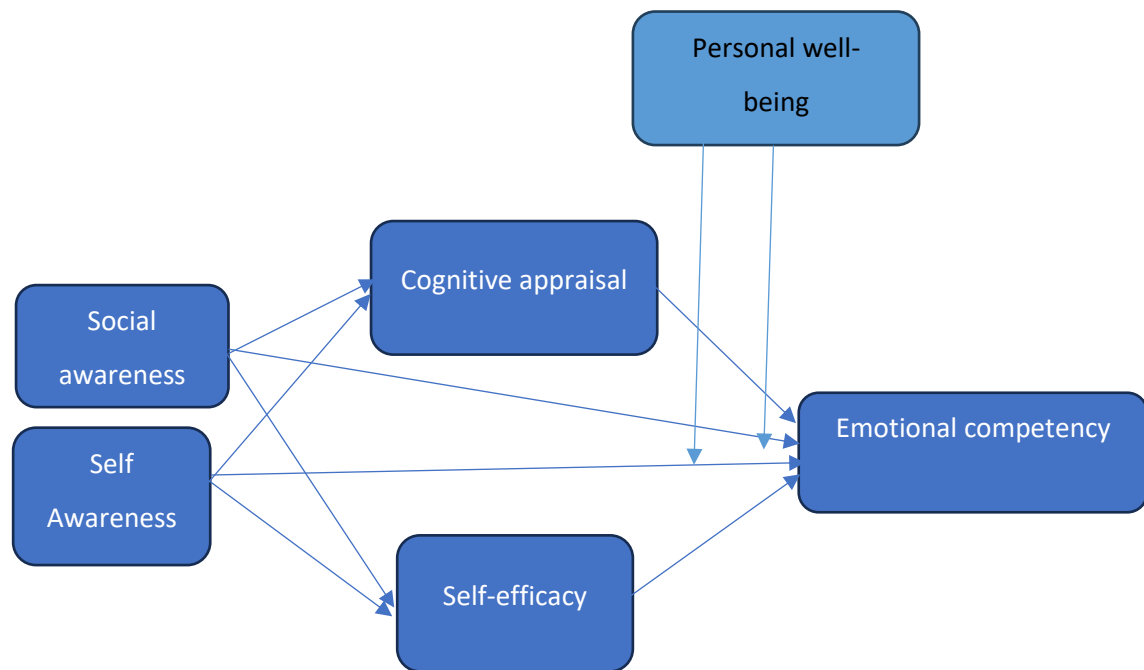 Personal well-
being
Cognitive appraisal
Social
awareness
Emotional competency
Self
Awareness
Self-efficacy